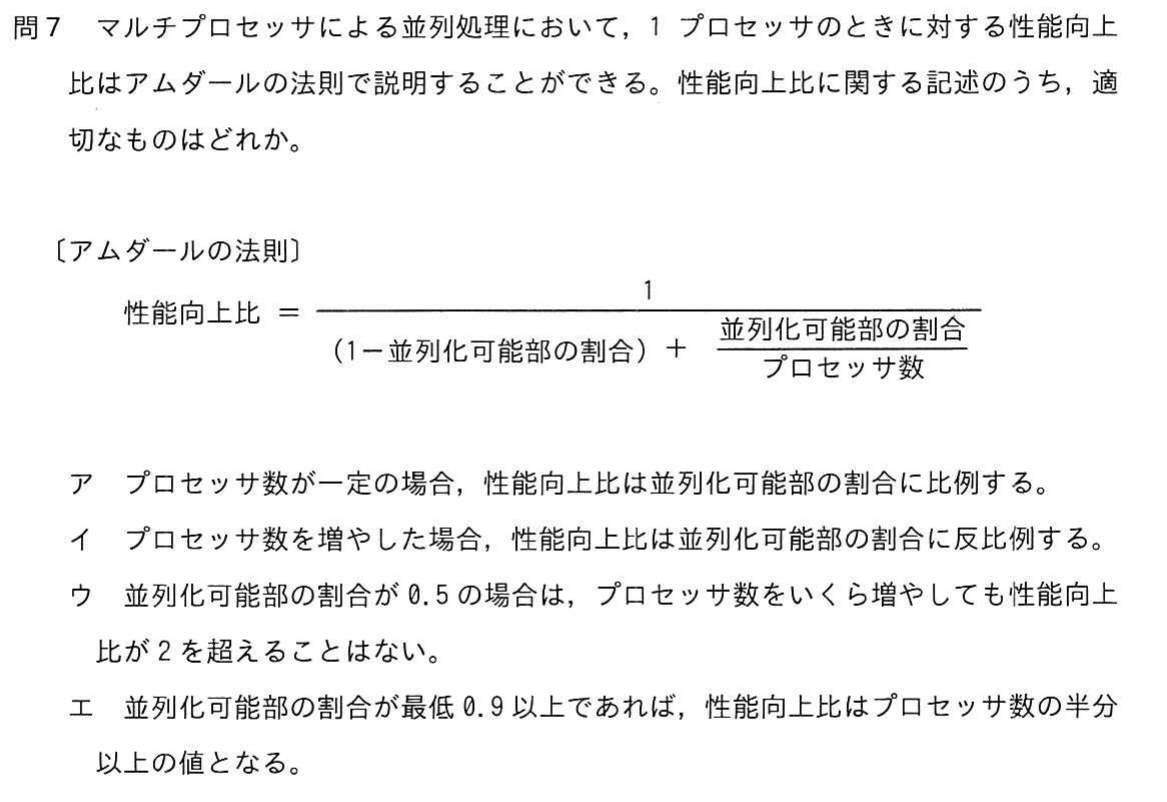 問7 マルチプロセッサによる並列処理において，1 プロセッサのときに対する性能向上
比はアムダールの法則で説明することができる。性能向上比に関する記述のうち，適
切なものはどれか。
〔アムダールの法則〕
1
性能向上比 ＝
(1－並列化可能部の割合) ＋ 並列化可能部の割合
プロセッサ数
ア プロセッサ数が一定の場合，性能向上比は並列化可能部の割合に比例する。
イ プロセッサ数を増やした場合，性能向上比は並列化可能部の割合に反比例する。
ウ 並列化可能部の割合が 0.5 の場合は，プロセッサ数をいくら増やしても性能向上
比が 2 を超えることはない。
エ 並列化可能部の割合が最低 0.9 以上であれば，性能向上比はプロセッサ数の半分
以上の値となる。